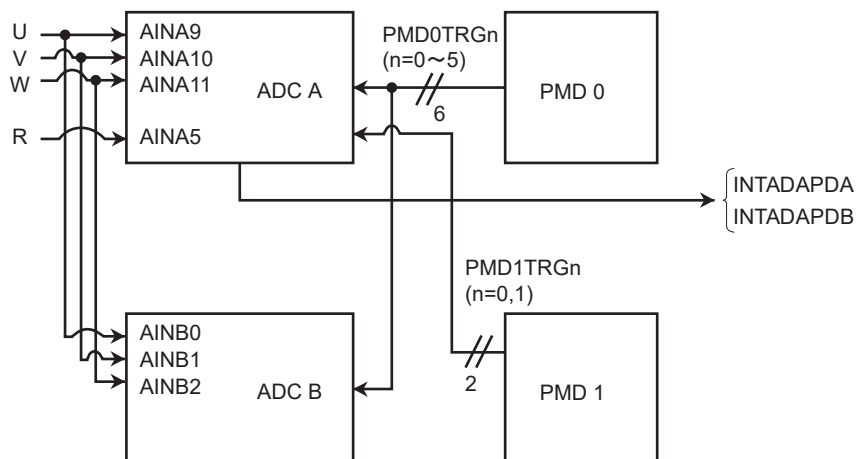 U
V
W
R
AINA9
AINA10
AINA11
AINA5
ADC A
PMD0TRGn
(n=0～5)
6
PMD 0
INTADAPDA
INTADAPDB
PMD1TRGn
(n=0,1)
2
PMD 1
AINB0
AINB1
AINB2
ADC B